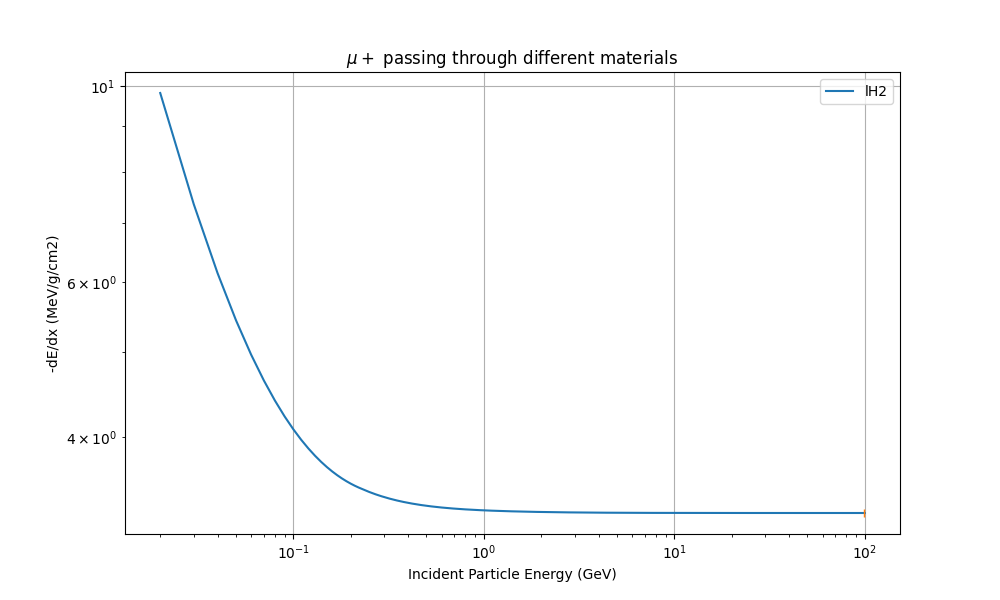 μ+ passing through different materials
lH2
10¹
6 × 10⁰
4 × 10⁰
-dE/dx (MeV/g/cm2)
10⁻¹ 10⁰ 10¹ 10²
Incident Particle Energy (GeV)